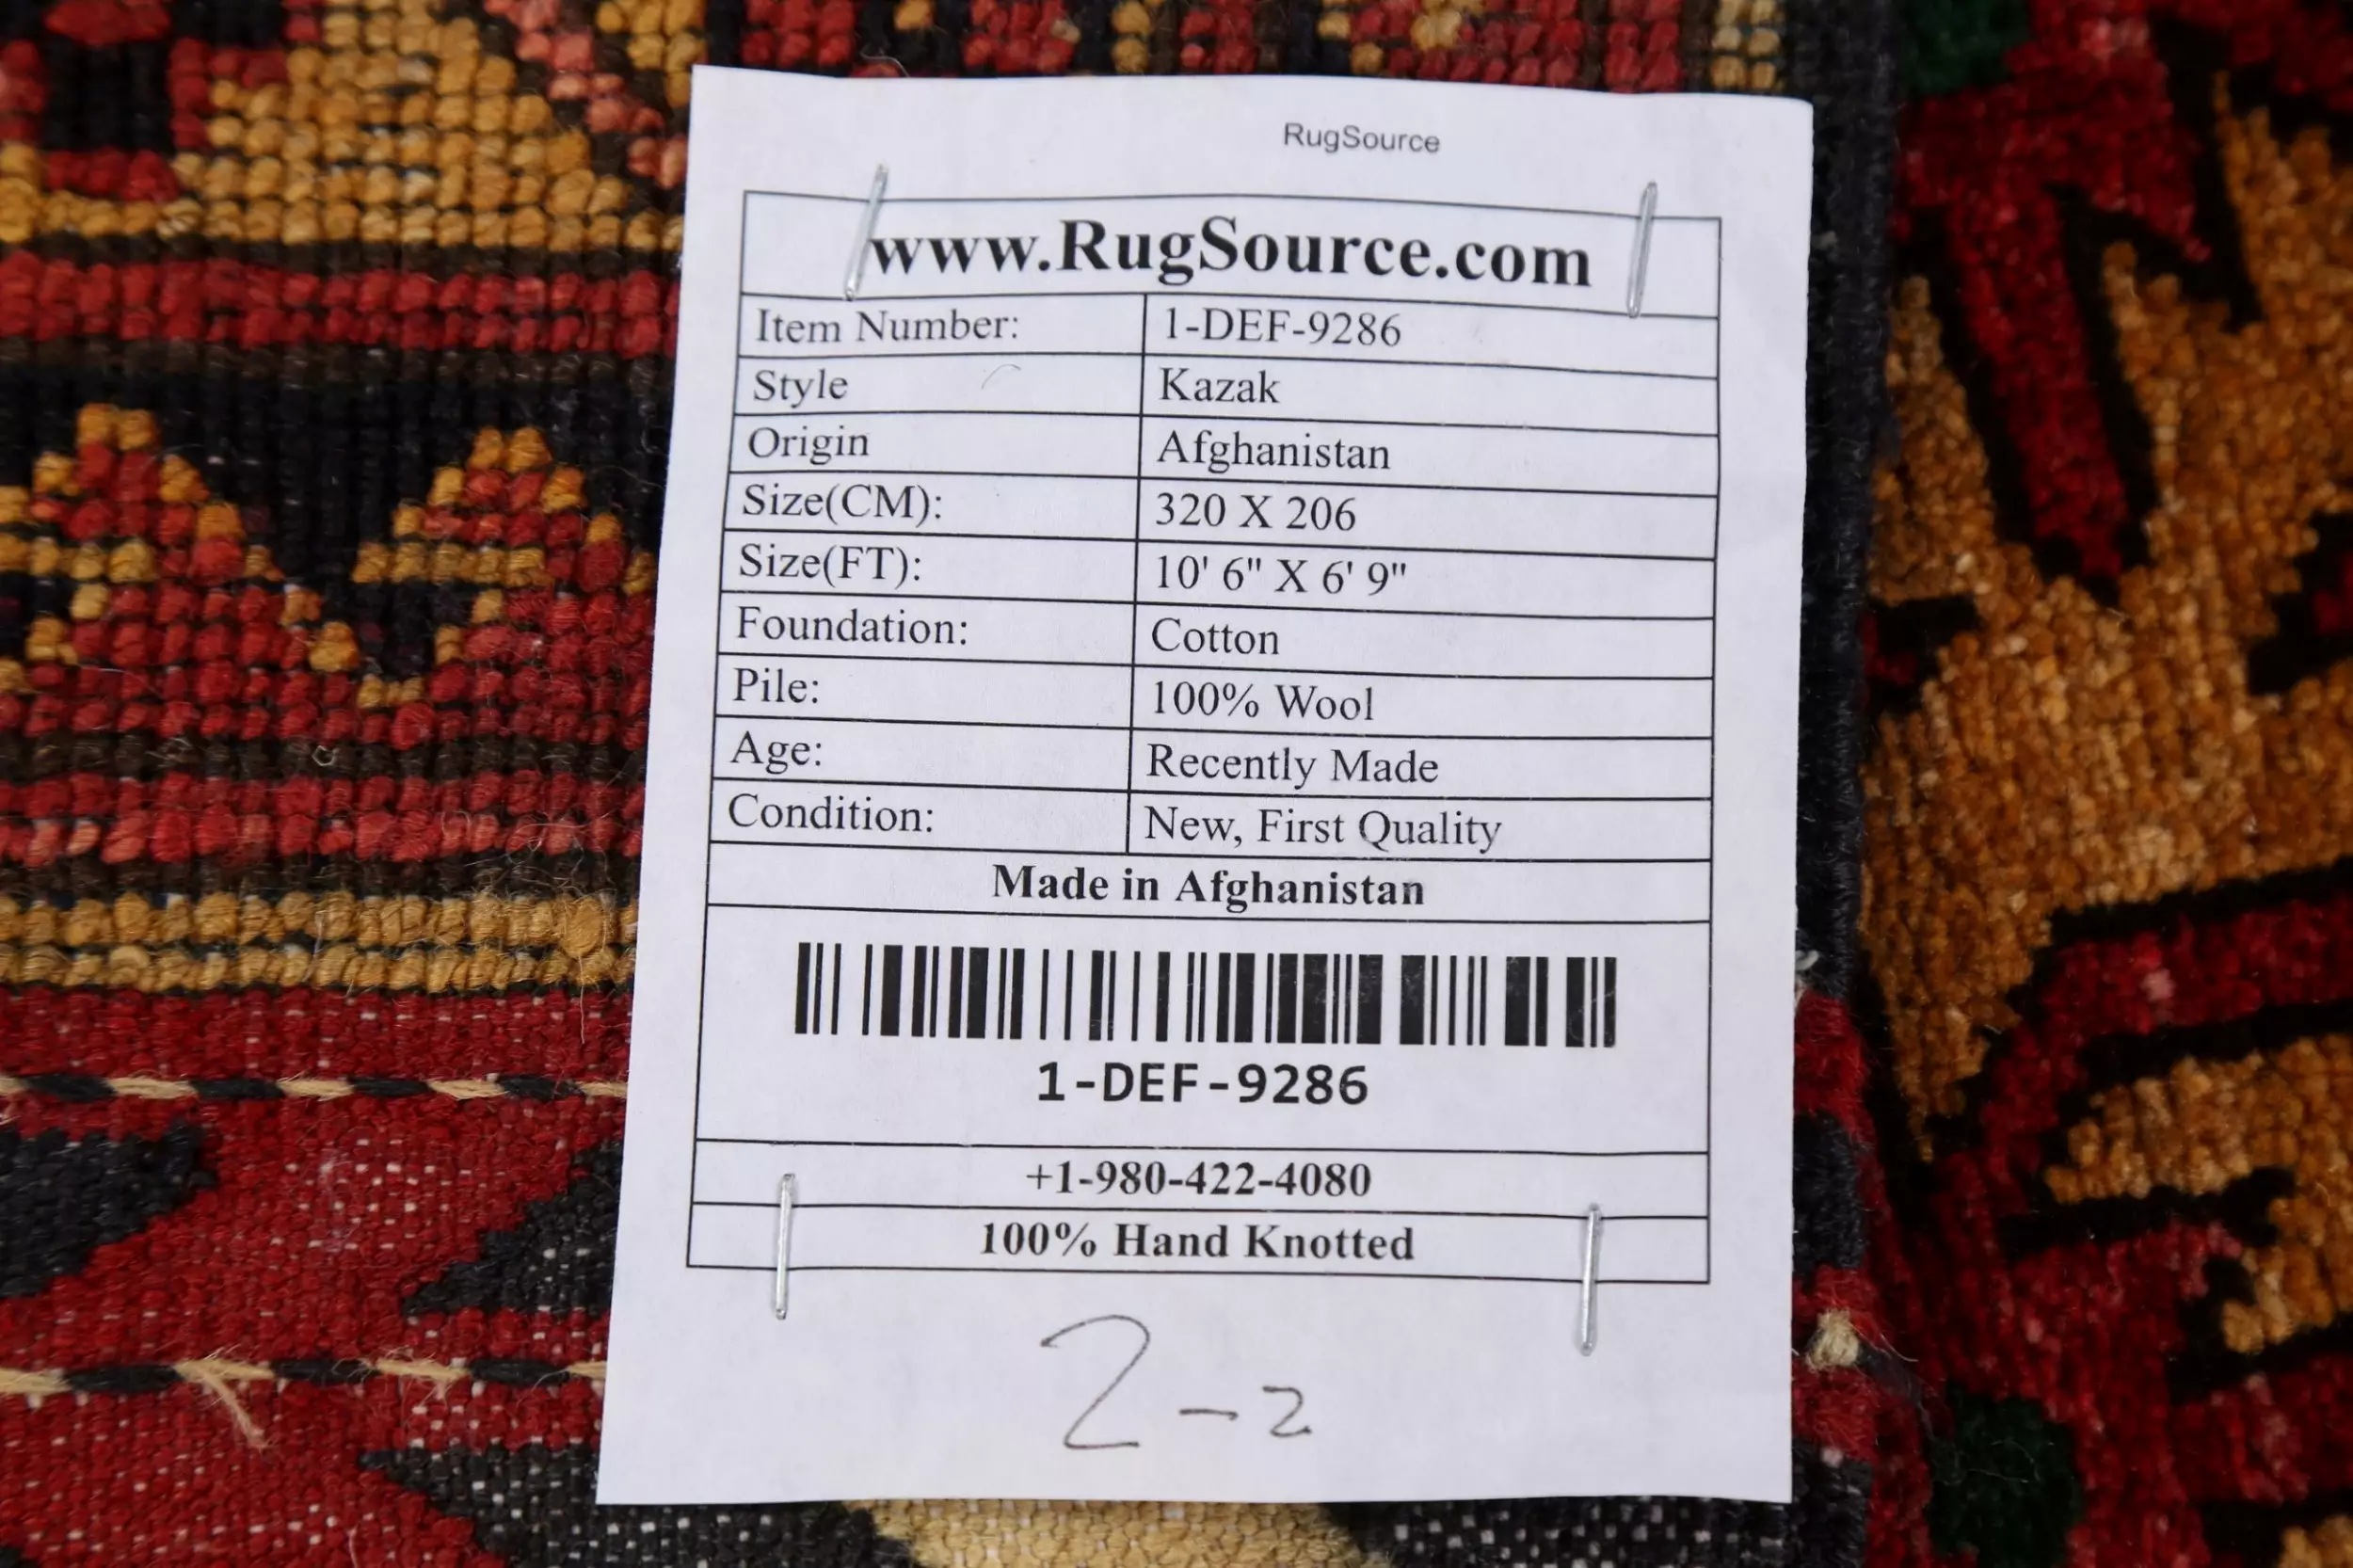 RugSource
www.RugSource.com
Item Number: 1-DEF-9286
Style Kazak
Origin Afghanistan
Size(CM): 320 X 206
Size(FT): 10' 6" X 6' 9"
Foundation: Cotton
Pile: 100% Wool
Age: Recently Made
Condition: New, First Quality
Made in Afghanistan
1-DEF-9286
+1-980-422-4080
100% Hand Knotted
2-2